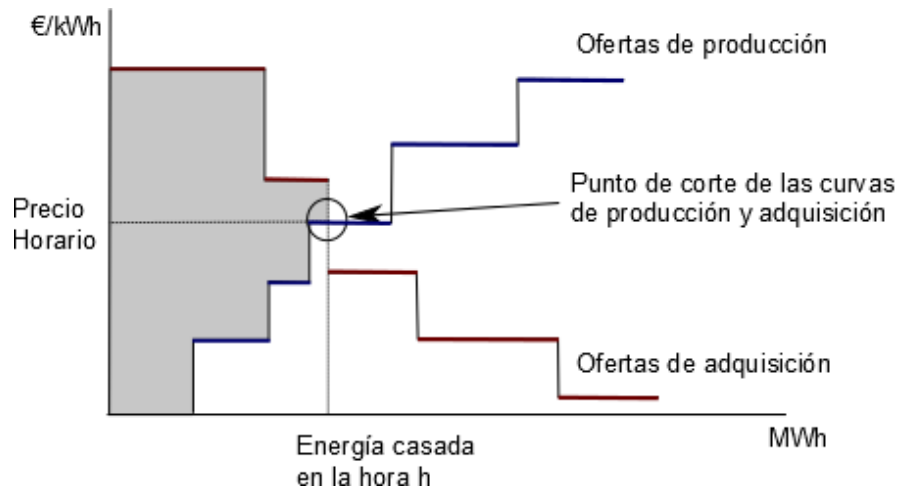 €/kWh
Ofertas de producción
Punto de corte de las curvas
de producción y adquisición
Precio
Horario
Ofertas de adquisición
MWh
Energía casada
en la hora h